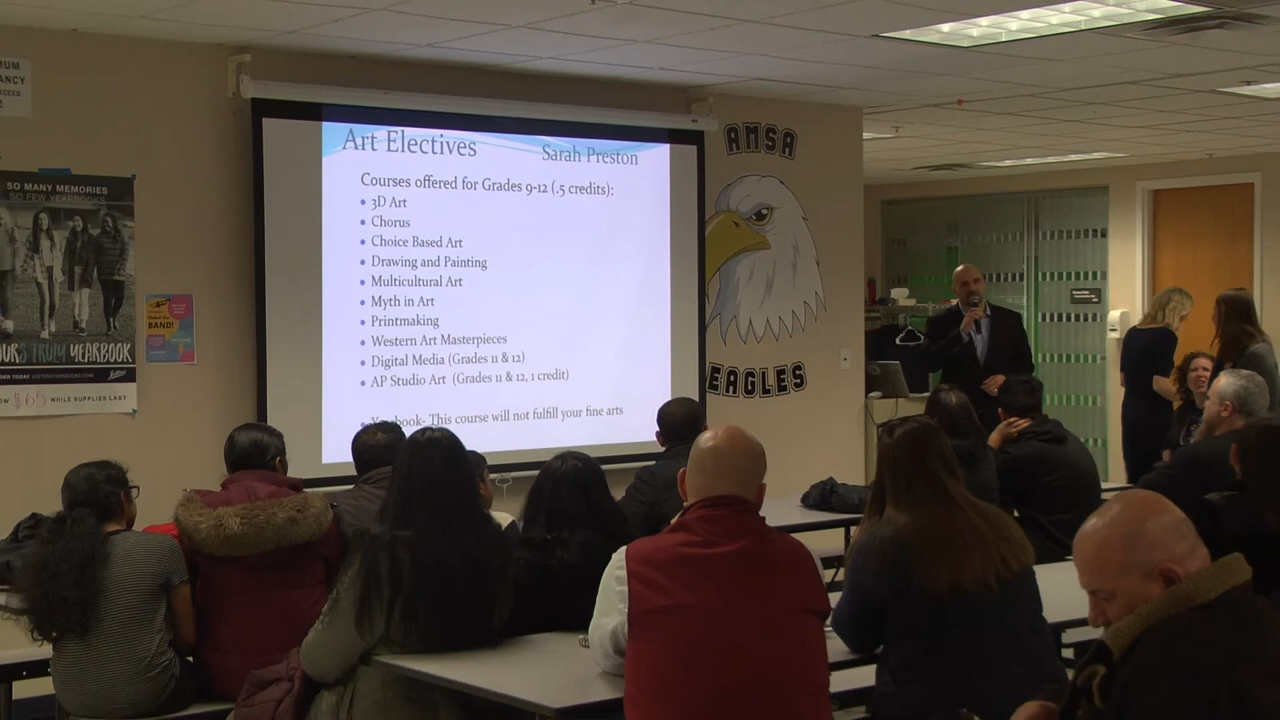 SO MANY MEMORIES
SO FEW YEARBOOKS
YEARBOOK
$65 WHILE SUPPLIES LAST
BAND!
Art Electives
Sarah Preston
Courses offered for Grades 9-12 (.5 credits):
• 3D Art
• Chorus
• Choice Based Art
• Drawing and Painting
• Multicultural Art
• Myth in Art
• Printmaking
• Western Art Masterpieces
• Digital Media (Grades 11 & 12)
• AP Studio Art (Grades 11 & 12, 1 credit)
• Yearbook- This course will not fulfill your fine arts
AMSA
EAGLES